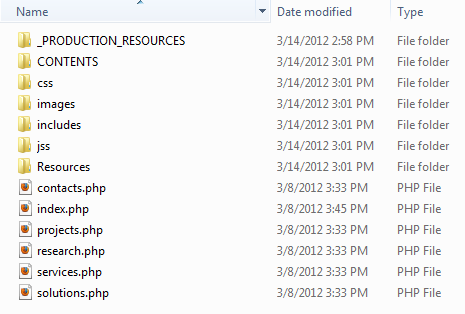 Name Date modified Type
_PRODUCTION_RESOURCES 3/14/2012 2:58 PM File folder
CONTENTS 3/14/2012 3:01 PM File folder
css 3/14/2012 3:01 PM File folder
images 3/14/2012 3:01 PM File folder
includes 3/14/2012 3:01 PM File folder
jss 3/14/2012 3:01 PM File folder
Resources 3/14/2012 3:01 PM File folder
contacts.php 3/8/2012 3:33 PM PHP File
index.php 3/8/2012 3:45 PM PHP File
projects.php 3/8/2012 3:33 PM PHP File
research.php 3/8/2012 3:33 PM PHP File
services.php 3/8/2012 3:33 PM PHP File
solutions.php 3/8/2012 3:33 PM PHP File